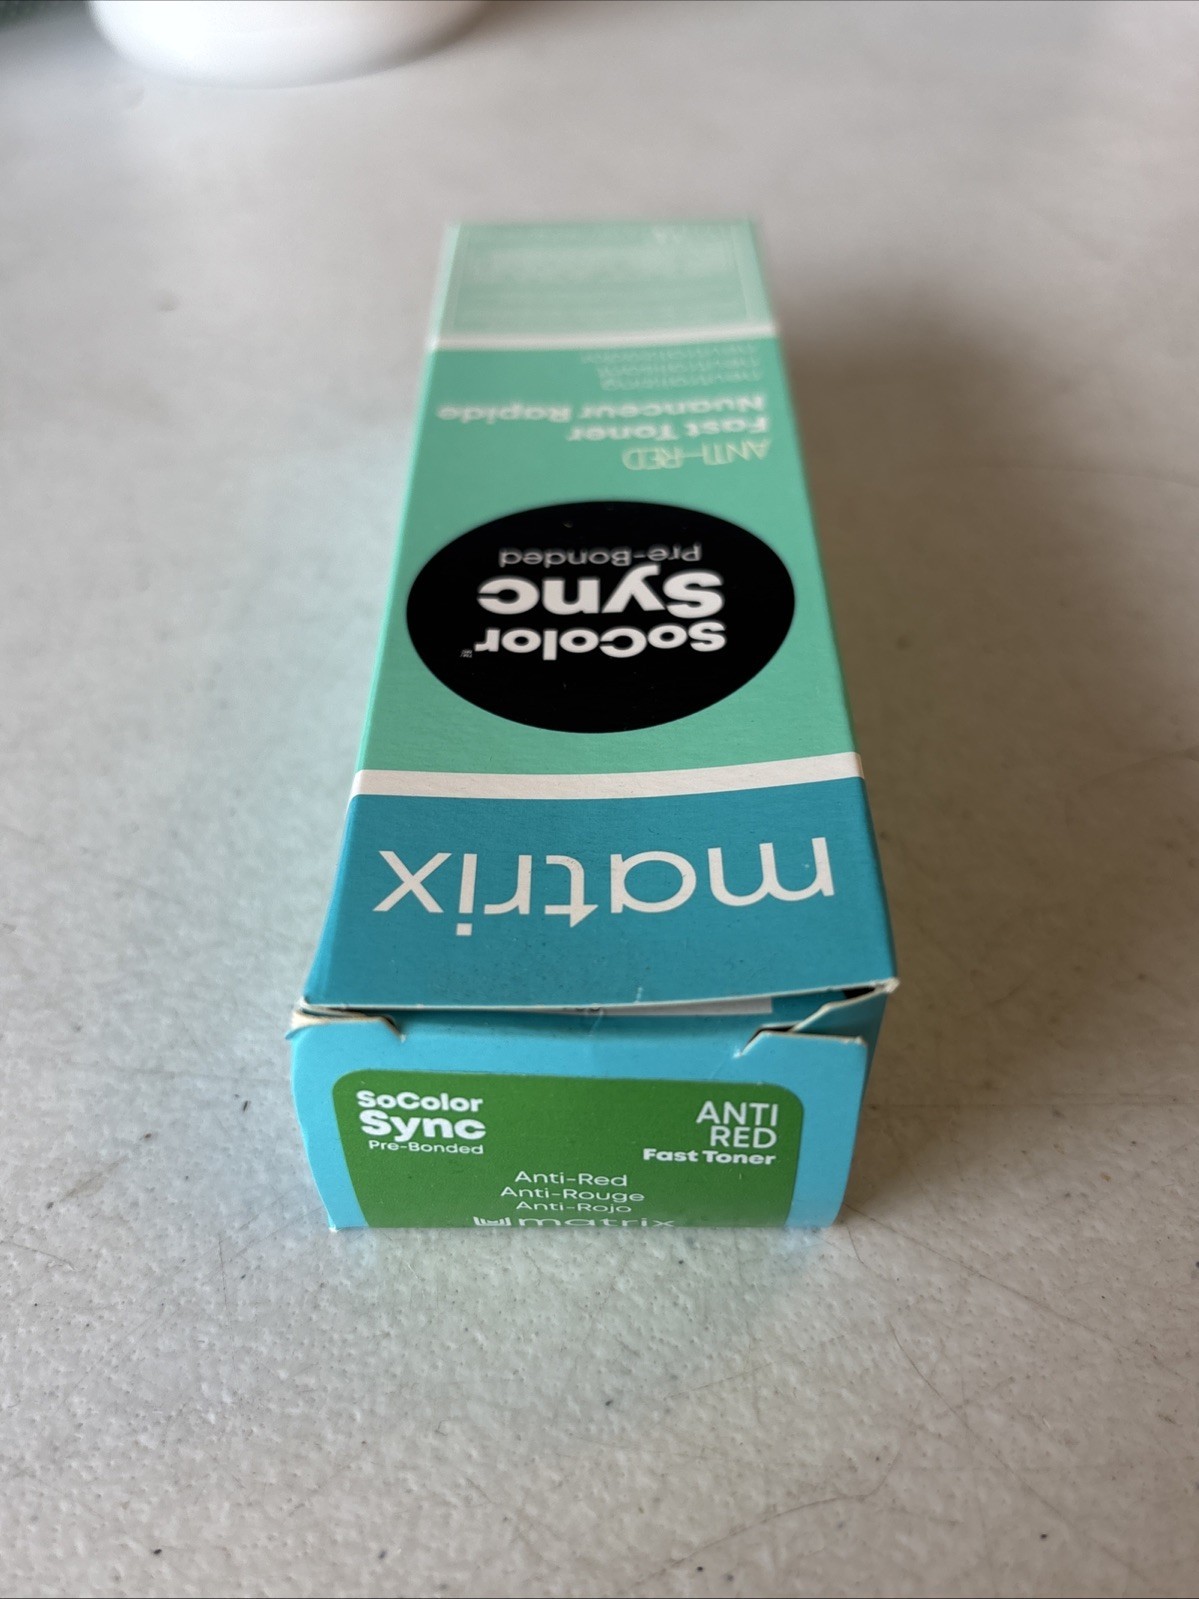 matrix
SoColor™
Sync
Pre-Bonded
ANTI-RED
Fast Toner
Nuanceur Rapide
SoColor
Sync
Pre-Bonded
ANTI
RED
Fast Toner
Anti-Red
Anti-Rouge
Anti-Rojo
matrix